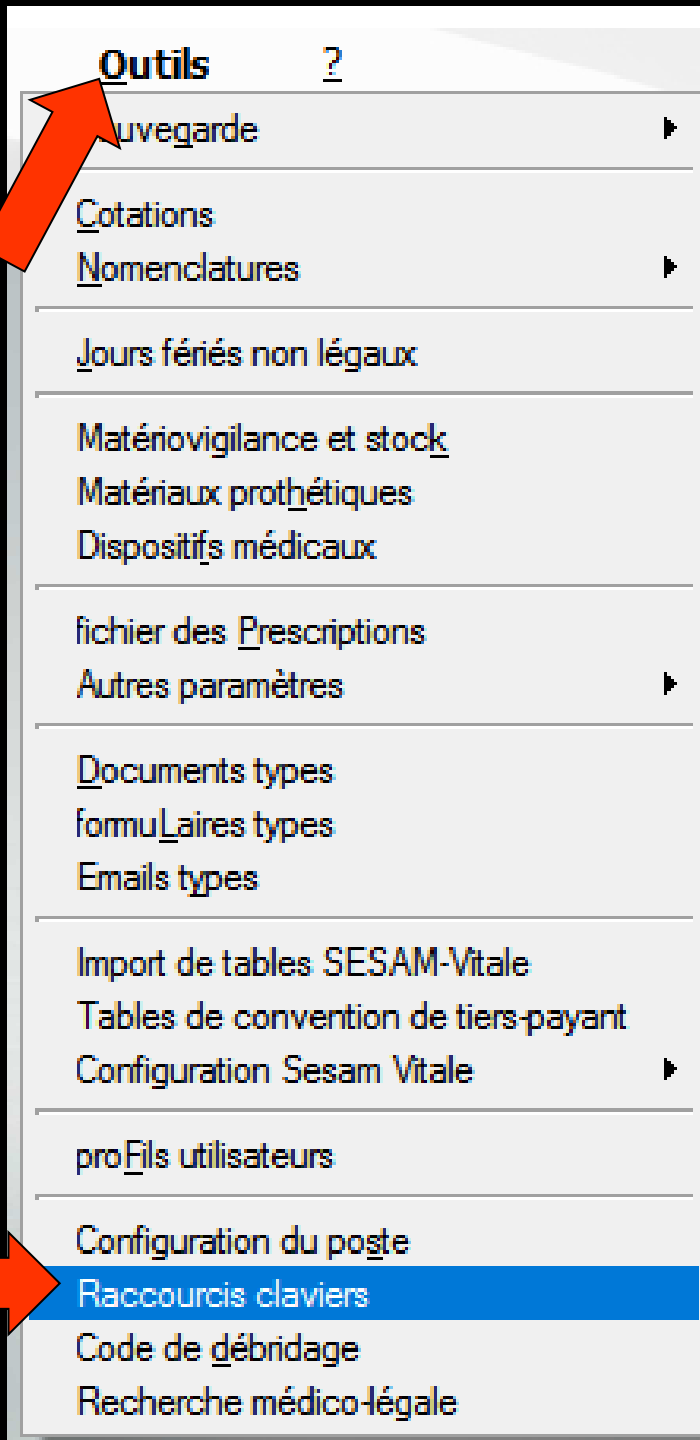 Outils ?
uvegarde
Cotations
Nomenclatures
Jours fériés non légaux
Matériovigilance et stock
Matériaux prothétiques
Dispositifs médicaux
fichier des Prescriptions
Autres paramètres
Documents types
formuLaires types
Emails types
Import de tables SESAM-Vitale
Tables de convention de tiers-payant
Configuration Sesam Vitale
proFils utilisateurs
Configuration du poste
Raccourcis claviers
Code de débridage
Recherche médico-légale